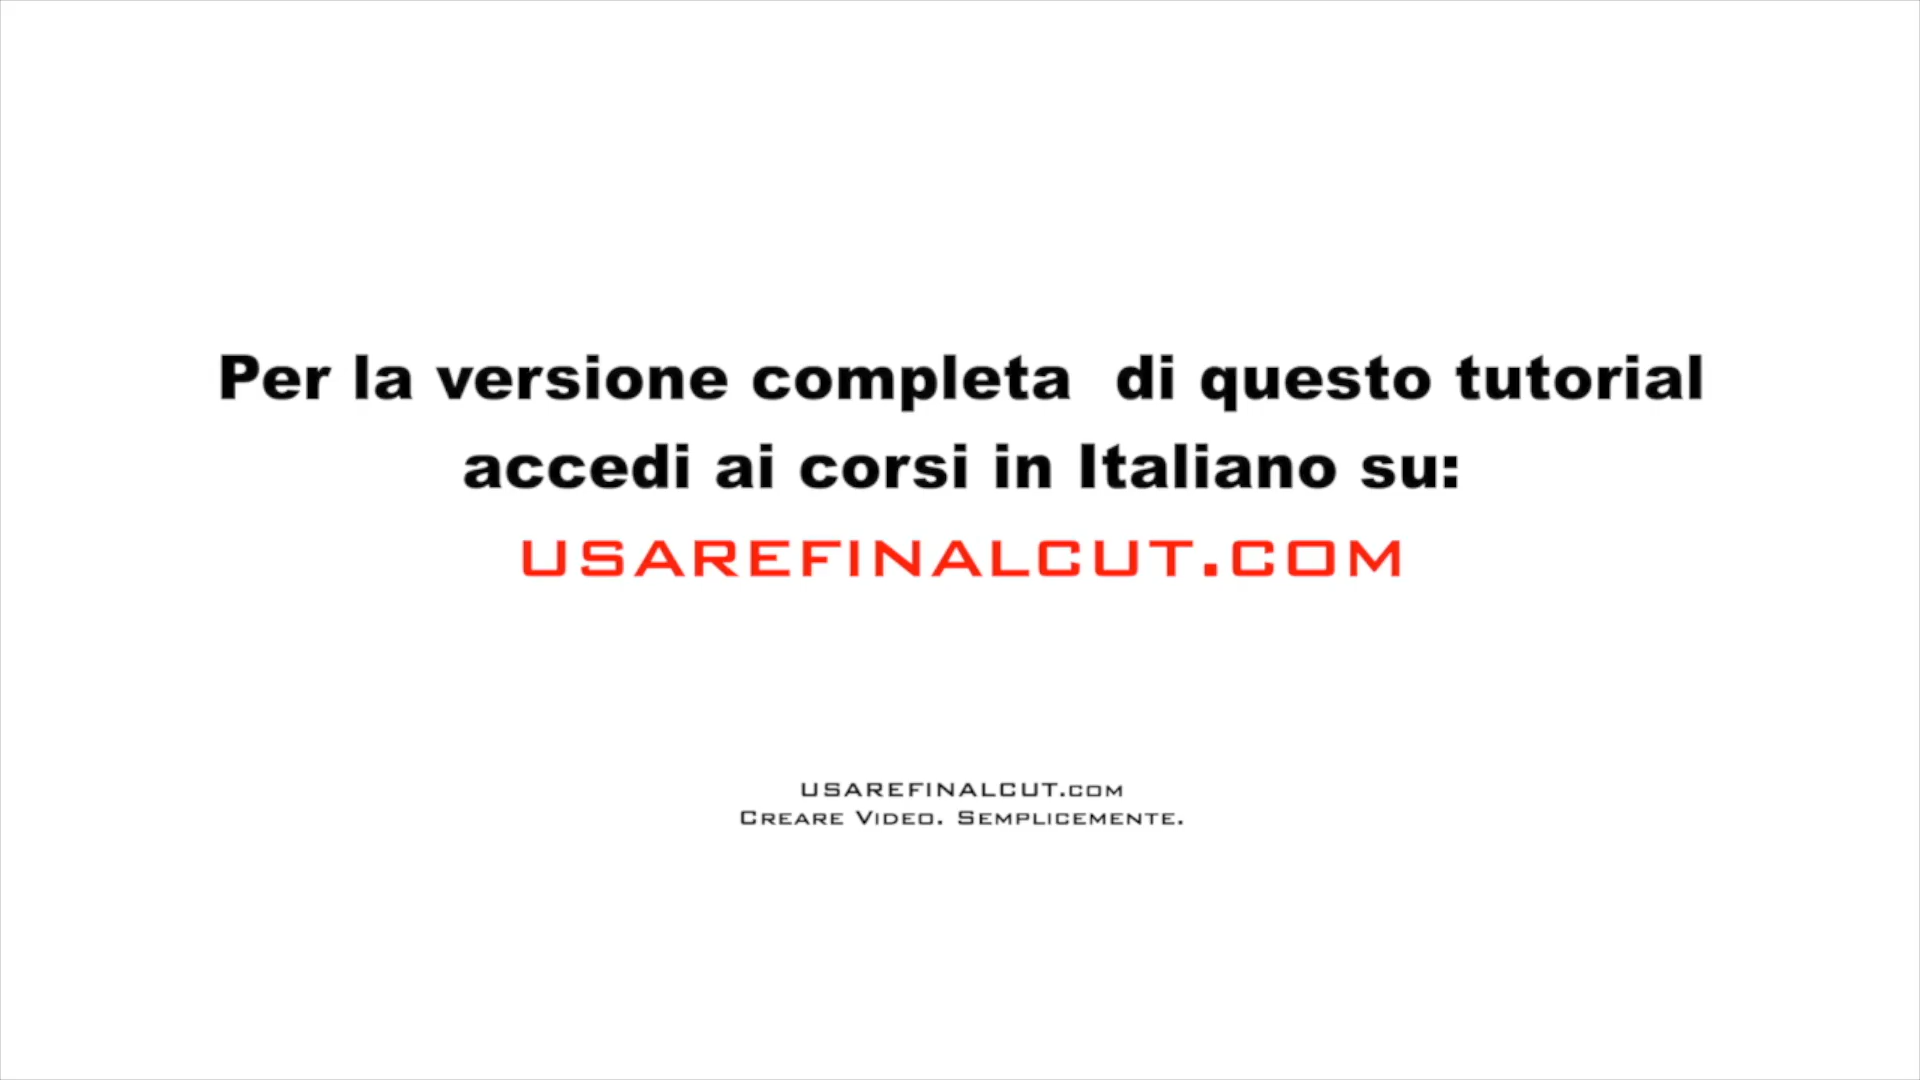 Per la versione completa  di questo tutorial
accedi ai corsi in Italiano su:
USAREFINALCUT.COM
USAREFINALCUT.COM
CREARE VIDEO. SEMPLICEMENTE.